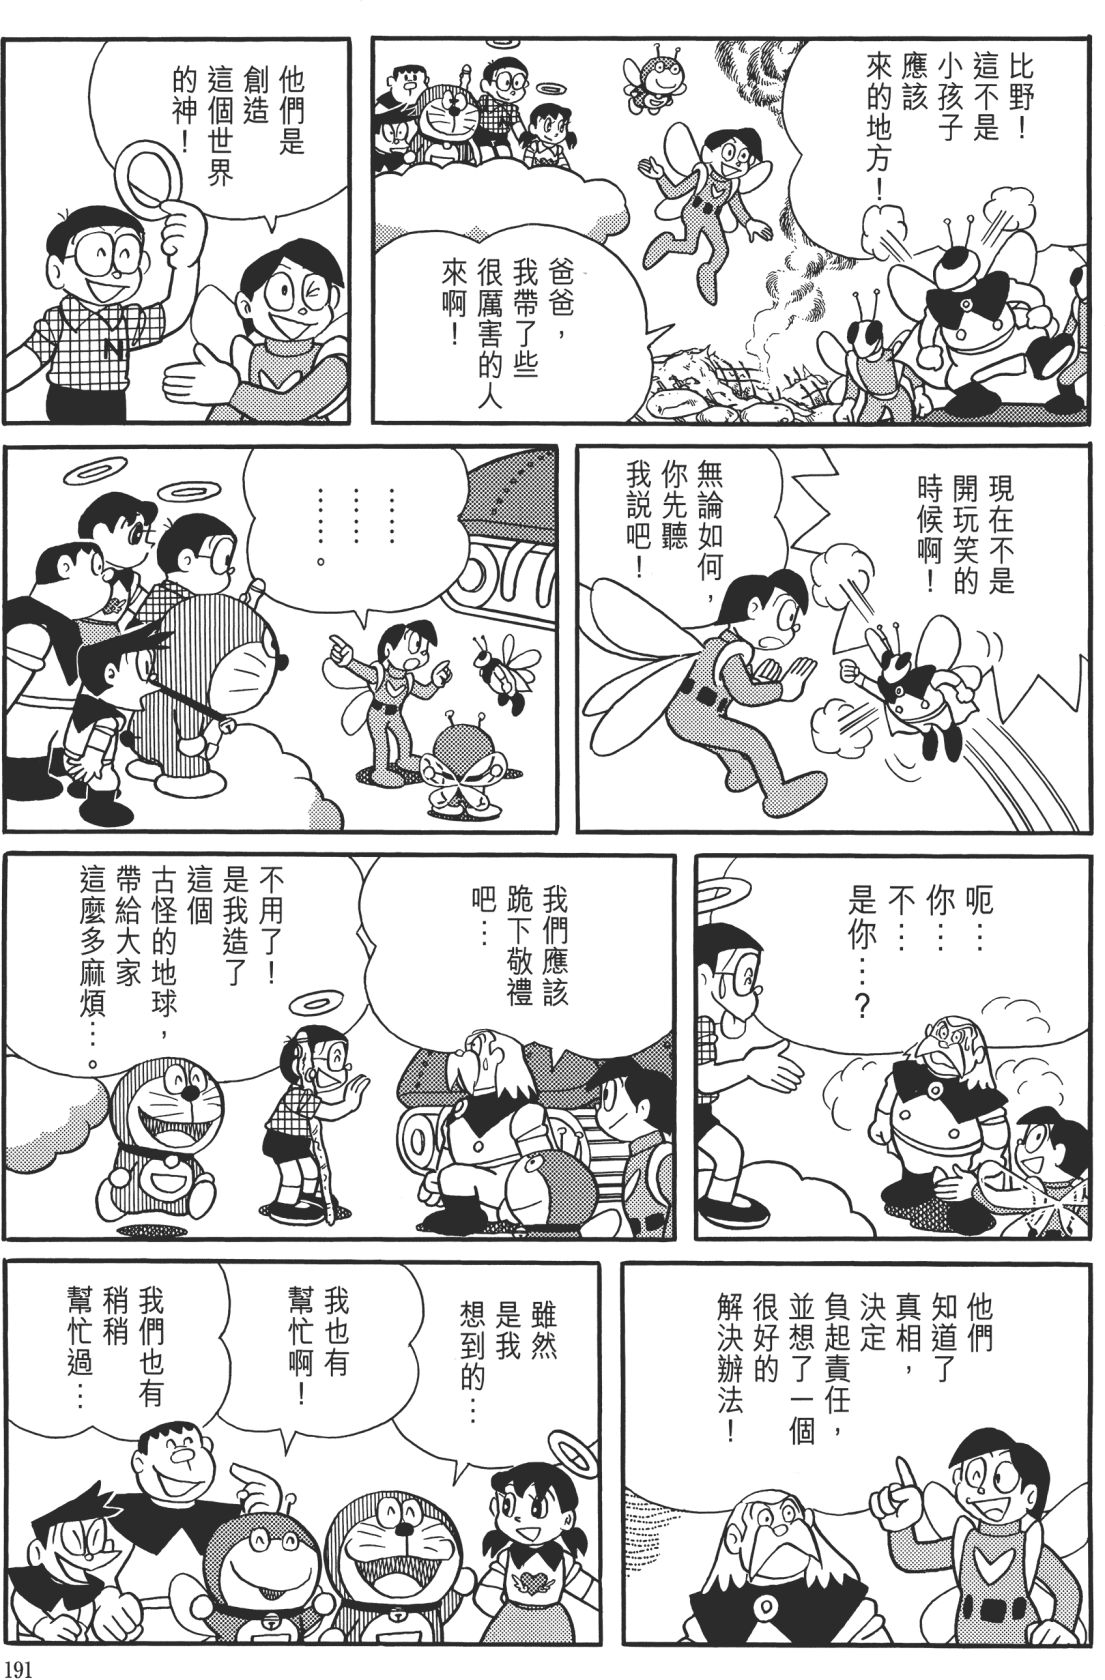 比野！
這不是
小孩子
應該
來的地方！
爸爸，
我帶了些
很厲害的人
來啊！
他們是
創造
這個世界
的神！
現在不是
開玩笑的
時候啊！
無論如何，
你先聽
我說吧！
……
……
……。
呃…
你…
不…
是你…？
我們應該
跪下敬禮
吧…
不用了！
是我造了
這個
古怪的地球，
帶給大家
這麼多麻煩…。
他們
知道了
真相，
決定
負起責任，
並想了一個
很好的
解決辦法！
雖然
是我
想到的…
我也有
幫忙啊！
我們也有
稍稍
幫忙過…
191